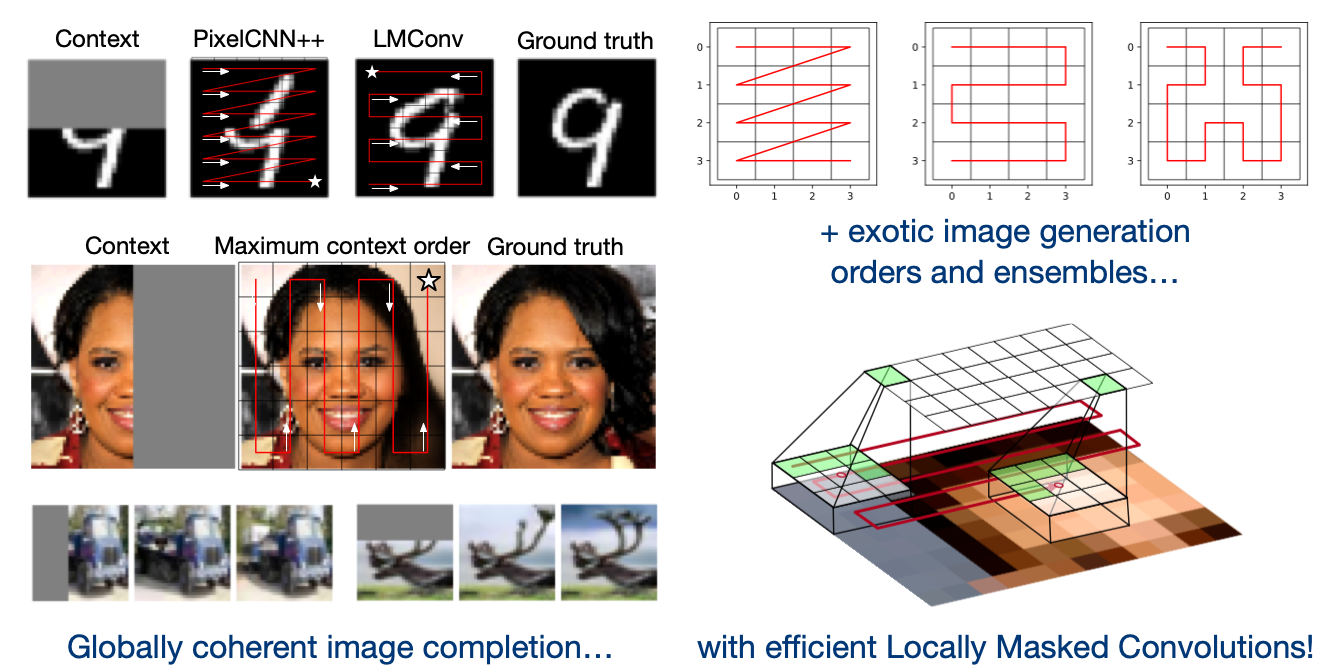 Context
PixelCNN++
LMConv
Ground truth
Context
Maximum context order
Ground truth
Globally coherent image completion…
0
1
2
3
0 1 2 3
0
1
2
3
0 1 2 3
0
1
2
3
0 1 2 3
+ exotic image generation
orders and ensembles…
with efficient Locally Masked Convolutions!